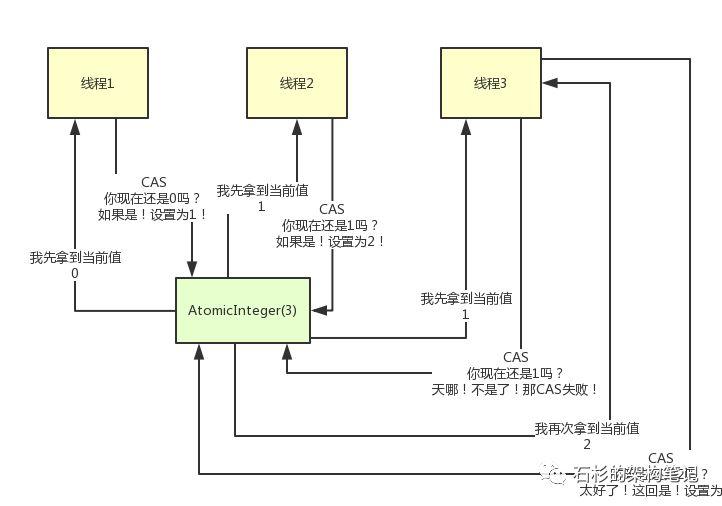 线程1
线程2
线程3
CAS
你现在还是0吗？
如果是！设置为1！
我先拿到当前值
1
CAS
你现在还是1吗？
如果是！设置为2！
我先拿到当前值
0
AtomicInteger(3)
我先拿到当前值
1
CAS
你现在还是1吗？
天哪！不是了！那CAS失败！
我再次拿到当前值
2
CAS
石杉的架构笔记
太好了！这回是！设置为